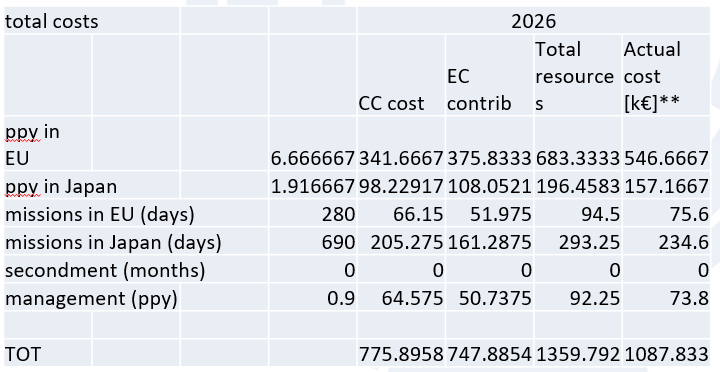 total costs 2026
CC cost EC contrib Total resources Actual cost [k€]**
ppy in EU 6.666667 341.6667 375.8333 683.3333 546.6667
ppy in Japan 1.916667 98.22917 108.0521 196.4583 157.1667
missions in EU (days) 280 66.15 51.975 94.5 75.6
missions in Japan (days) 690 205.275 161.2875 293.25 234.6
secondment (months) 0 0 0 0 0
management (ppy) 0.9 64.575 50.7375 92.25 73.8
TOT 775.8958 747.8854 1359.792 1087.833